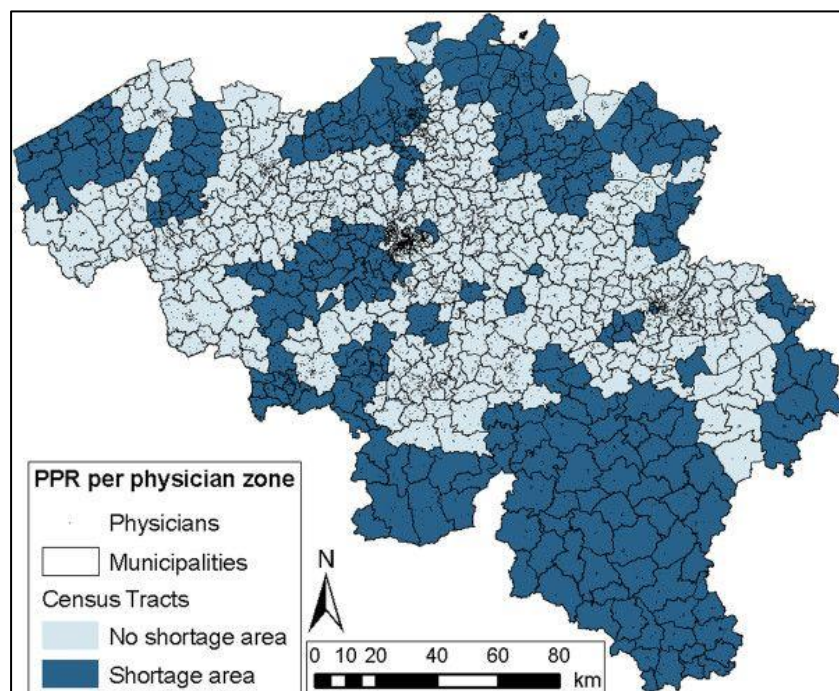 PPR per physician zone
Physicians
Municipalities
Census Tracts
No shortage area
Shortage area
N
0 10 20 40 60 80
km